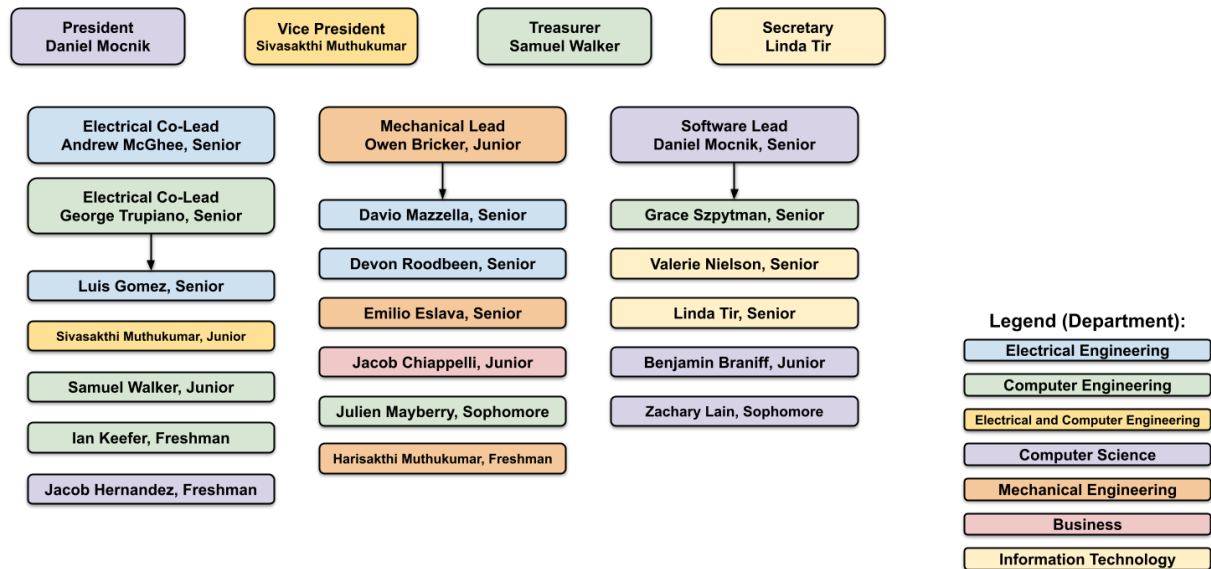 President
Daniel Mocnik
Vice President
Sivasakthi Muthukumar
Treasurer
Samuel Walker
Secretary
Linda Tir
Electrical Co-Lead
Andrew McGhee, Senior
Electrical Co-Lead
George Trupiano, Senior
Luis Gomez, Senior
Sivasakthi Muthukumar, Junior
Samuel Walker, Junior
Ian Keefer, Freshman
Jacob Hernandez, Freshman
Mechanical Lead
Owen Bricker, Junior
Davio Mazzella, Senior
Devon Roodbeen, Senior
Emilio Eslava, Senior
Jacob Chiappelli, Junior
Julien Mayberry, Sophomore
Harisakthi Muthukumar, Freshman
Software Lead
Daniel Mocnik, Senior
Grace Szpytman, Senior
Valerie Nielson, Senior
Linda Tir, Senior
Benjamin Braniff, Junior
Zachary Lain, Sophomore
Legend (Department):
Electrical Engineering
Computer Engineering
Electrical and Computer Engineering
Computer Science
Mechanical Engineering
Business
Information Technology